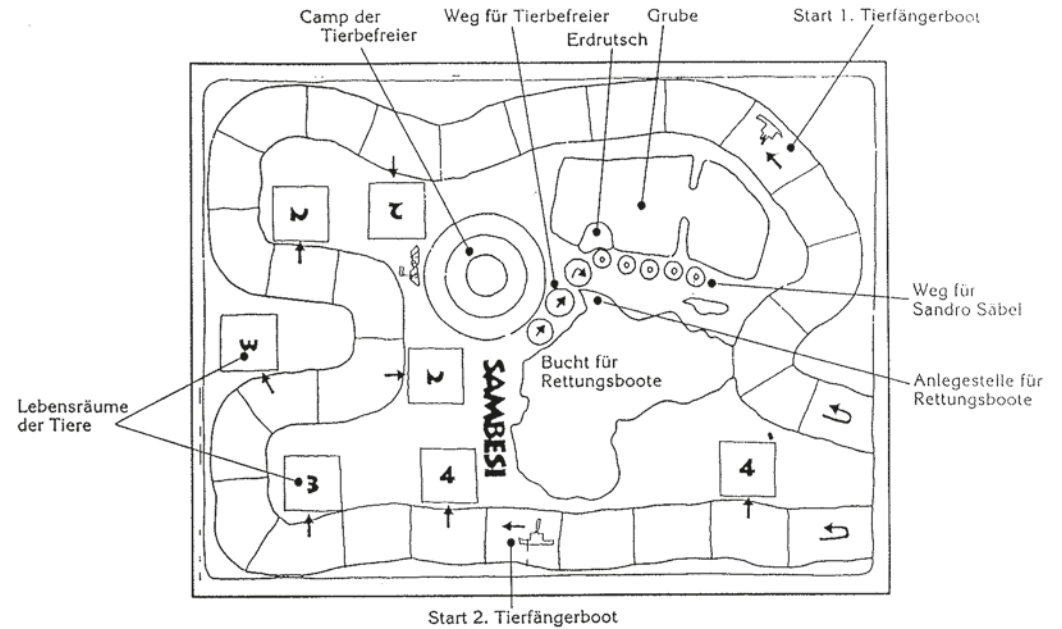 Camp der
Tierbefreier
Weg für Tierbefreier
Erdrutsch
Grube
Start 1. Tierfängerboot
2
2
3
2
Weg für
Sandro Säbel
Bucht für
Rettungsboote
Anlegestelle für
Rettungsboote
Lebensräume
der Tiere
SAMBESI
3
4
4
Start 2. Tierfängerboot